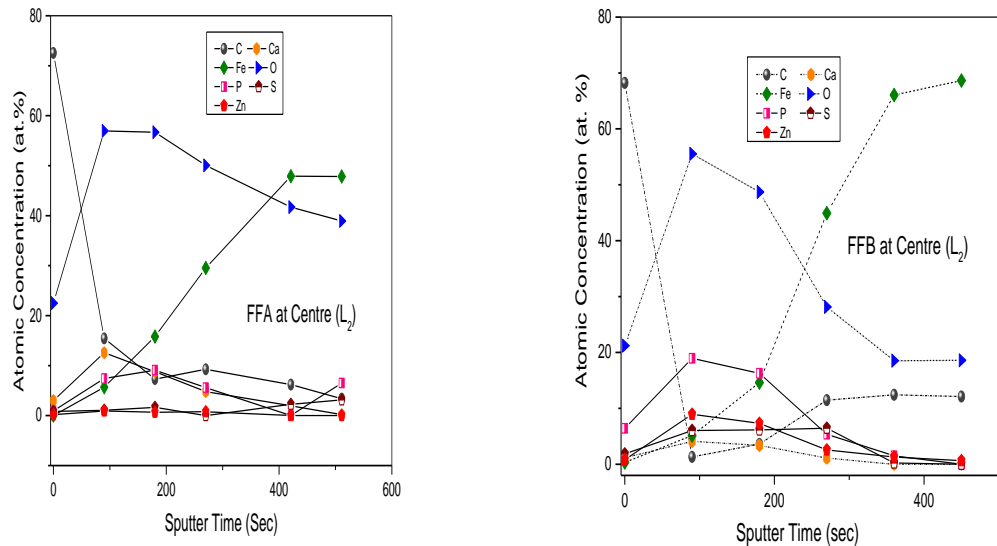 80
60
40
20
0
Atomic Concentration (at.%)
C Ca
Fe O
P S
Zn
FFA at Centre (L2)
0 200 400 600
Sputter Time (Sec)
80
60
40
20
0
Atomic Concentration (at. %)
C Ca
Fe O
P S
Zn
FFB at Centre (L2)
0 200 400
Sputter Time (sec)